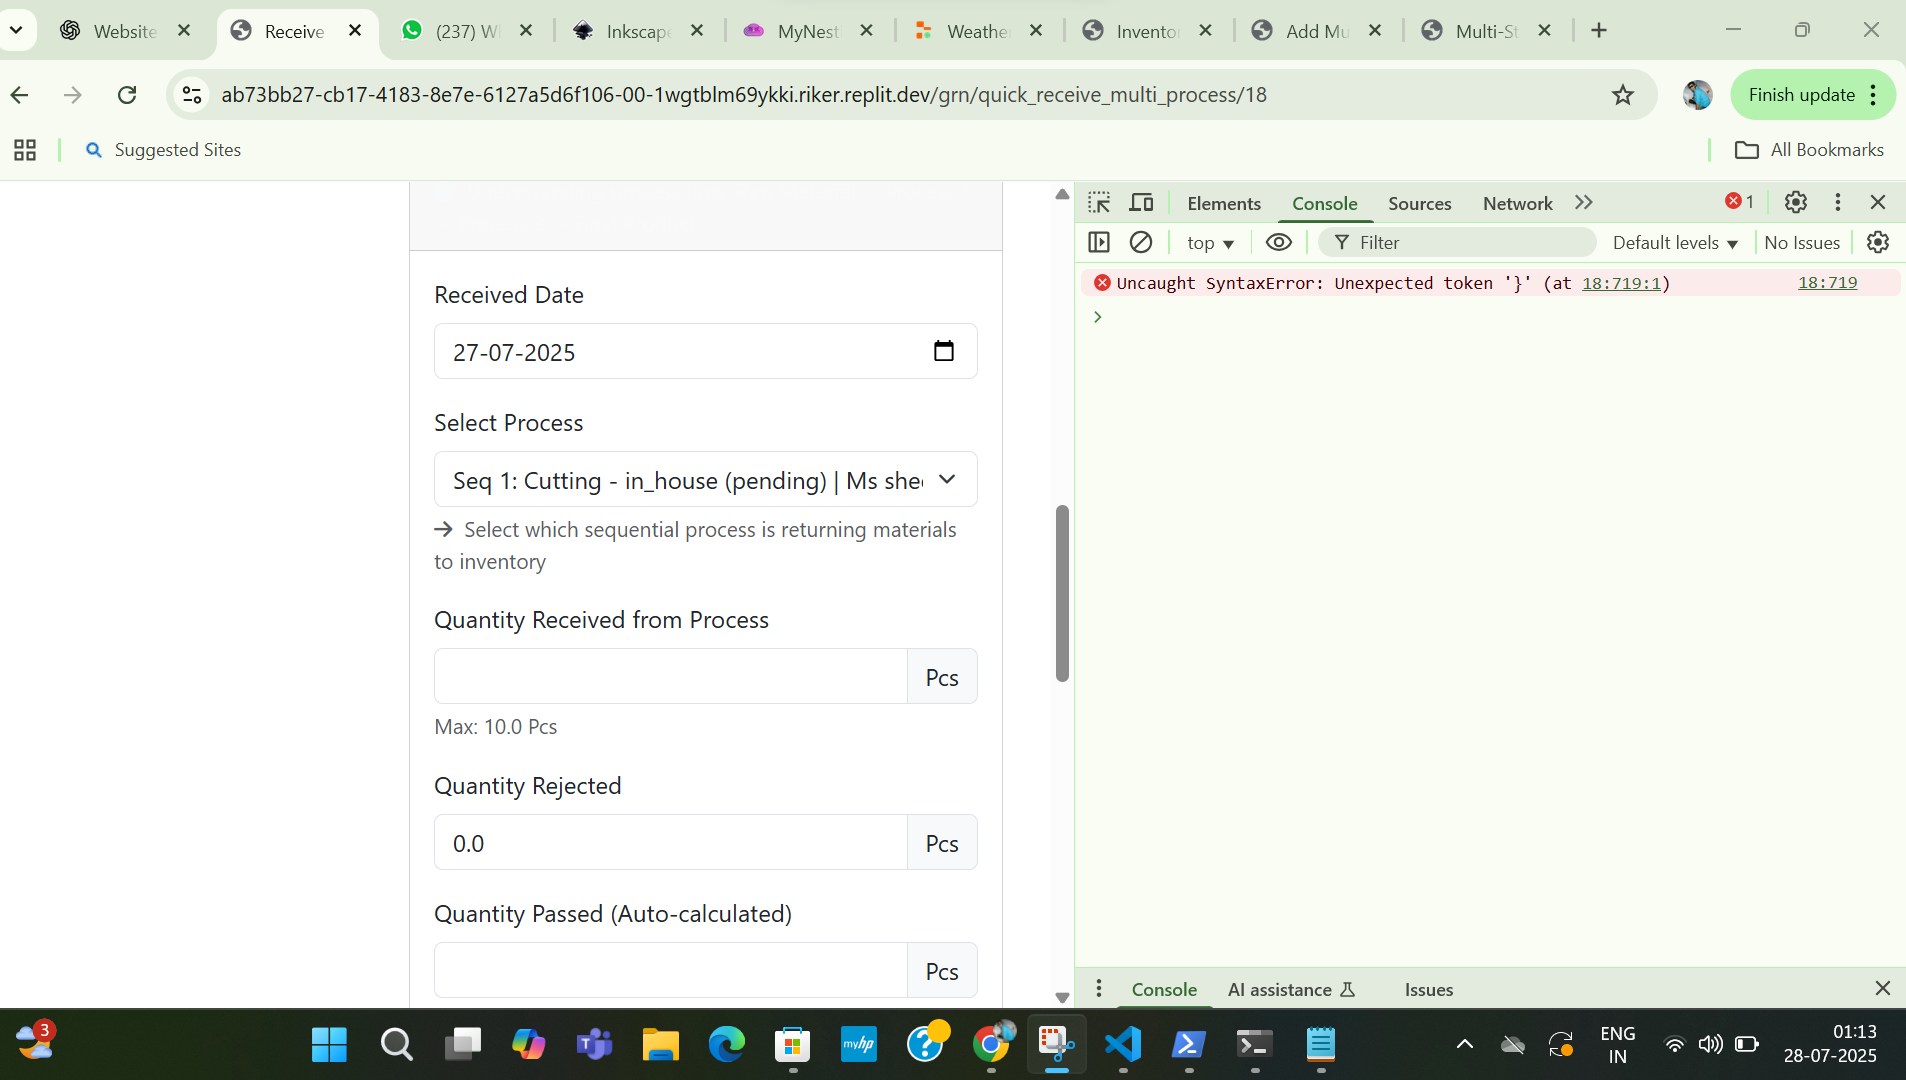 Website
Receive
(237) W
Inkscape
MyNest
Weather
Invento
Add Mu
Multi-St
ab73bb27-cb17-4183-8e7e-6127a5d6f106-00-1wgtblm69ykki.riker.replit.dev/grn/quick_receive_multi_process/18
Finish update
Suggested Sites
All Bookmarks
Received Date
27-07-2025
Select Process
Seq 1: Cutting - in_house (pending) | Ms shee
Select which sequential process is returning materials
to inventory
Quantity Received from Process
Pcs
Max: 10.0 Pcs
Quantity Rejected
0.0 Pcs
Quantity Passed (Auto-calculated)
Pcs
Elements Console Sources Network 1
top Filter Default levels No Issues
Uncaught SyntaxError: Unexpected token '}' (at 18:719:1) 18:719
Console AI assistance Issues
3
myhp
ENG
IN
01:13
28-07-2025